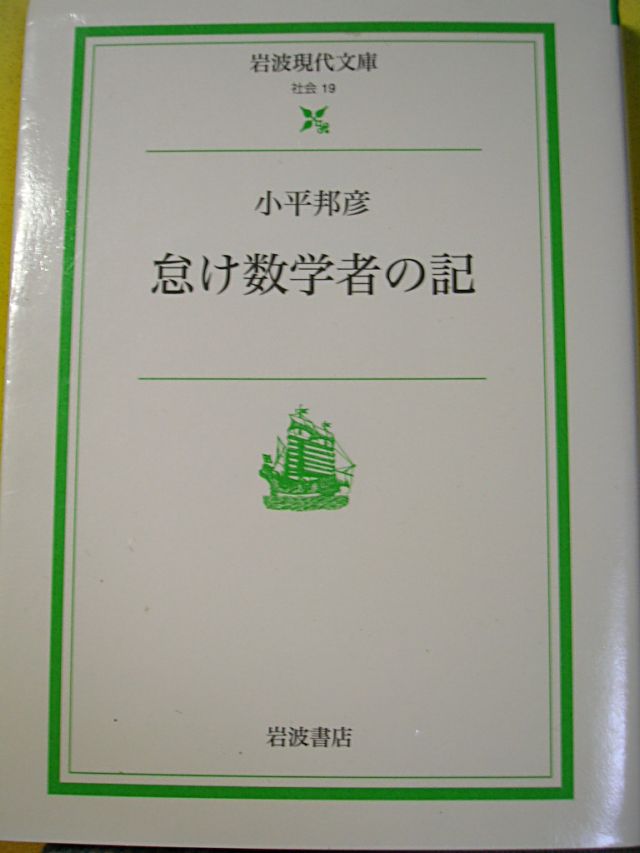 岩波現代文庫
社会 19
小平邦彦
怠け数学者の記
岩波書店